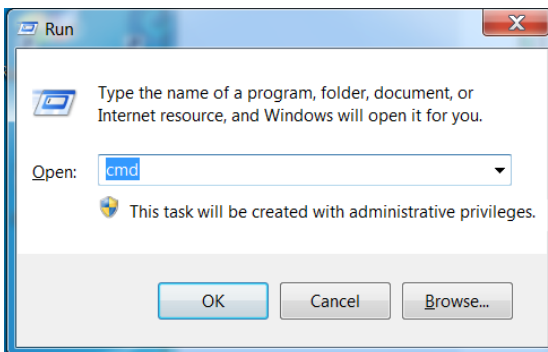 Run
Type the name of a program, folder, document, or
Internet resource, and Windows will open it for you.
Open: cmd
This task will be created with administrative privileges.
OK Cancel Browse...